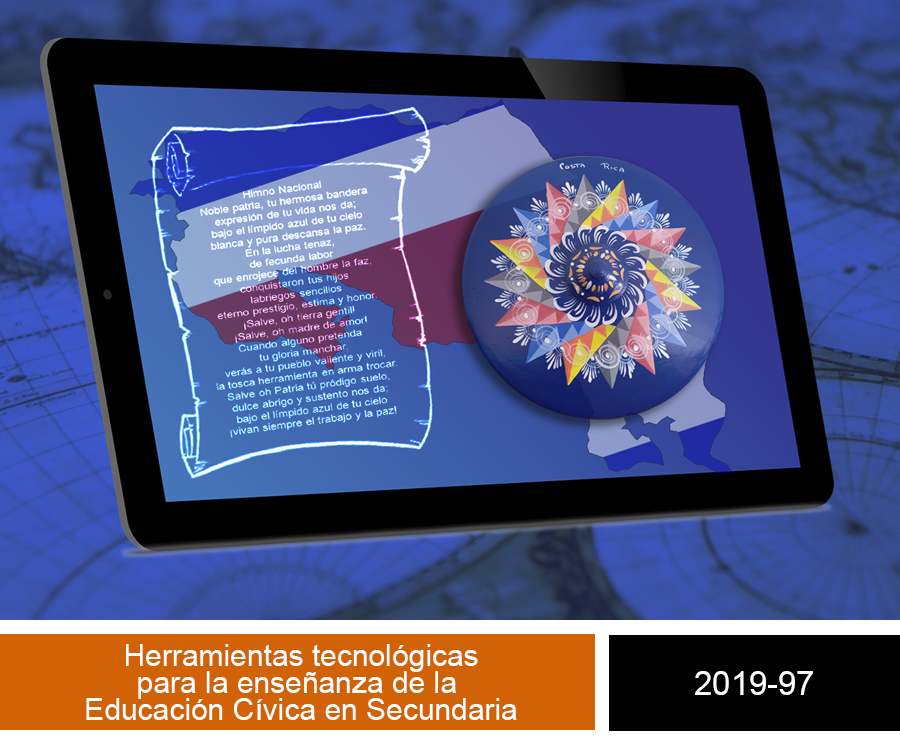 COSTA RICA
Himno Nacional
Noble patria, tu hermosa bandera
expresión de tu vida nos da;
bajo el límpido azul de tu cielo
blanca y pura descansa la paz.
En la lucha tenaz,
de fecunda labor
que enrojece del hombre la faz,
conquistaron tus hijos
labriegos sencillos
eterno prestigio, estima y honor.
¡Salve, oh tierra gentil!
¡Salve, oh madre de amor!
Cuando alguno pretenda
tu gloria manchar,
verás a tu pueblo valiente y viril,
la tosca herramienta en arma trocar.
Salve oh Patria tú pródigo suelo,
dulce abrigo y sustento nos da;
bajo el límpido azul de tu cielo
¡vivan siempre el trabajo y la paz!
Herramientas tecnológicas
para la enseñanza de la
Educación Cívica en Secundaria
2019-97